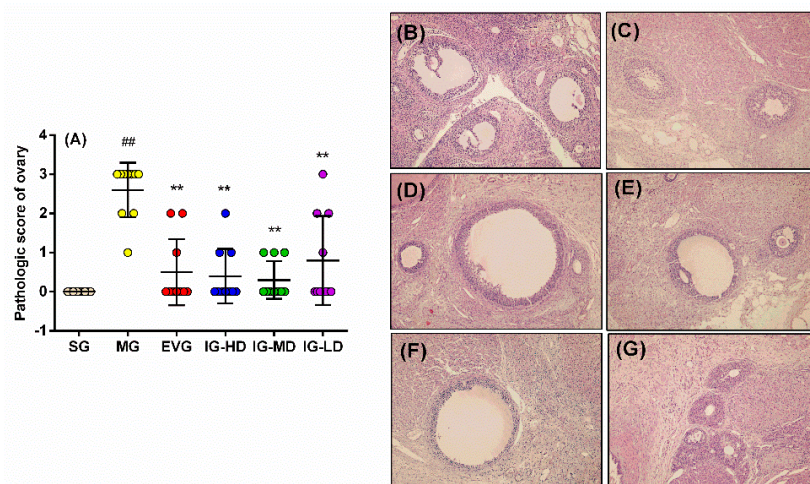 (A)
##
**
**
**
**
Pathologic score of ovary
4
3
2
1
0
-1
SG MG EVG IG-HD IG-MD IG-LD
(B)
(C)
(D)
(E)
(F)
(G)